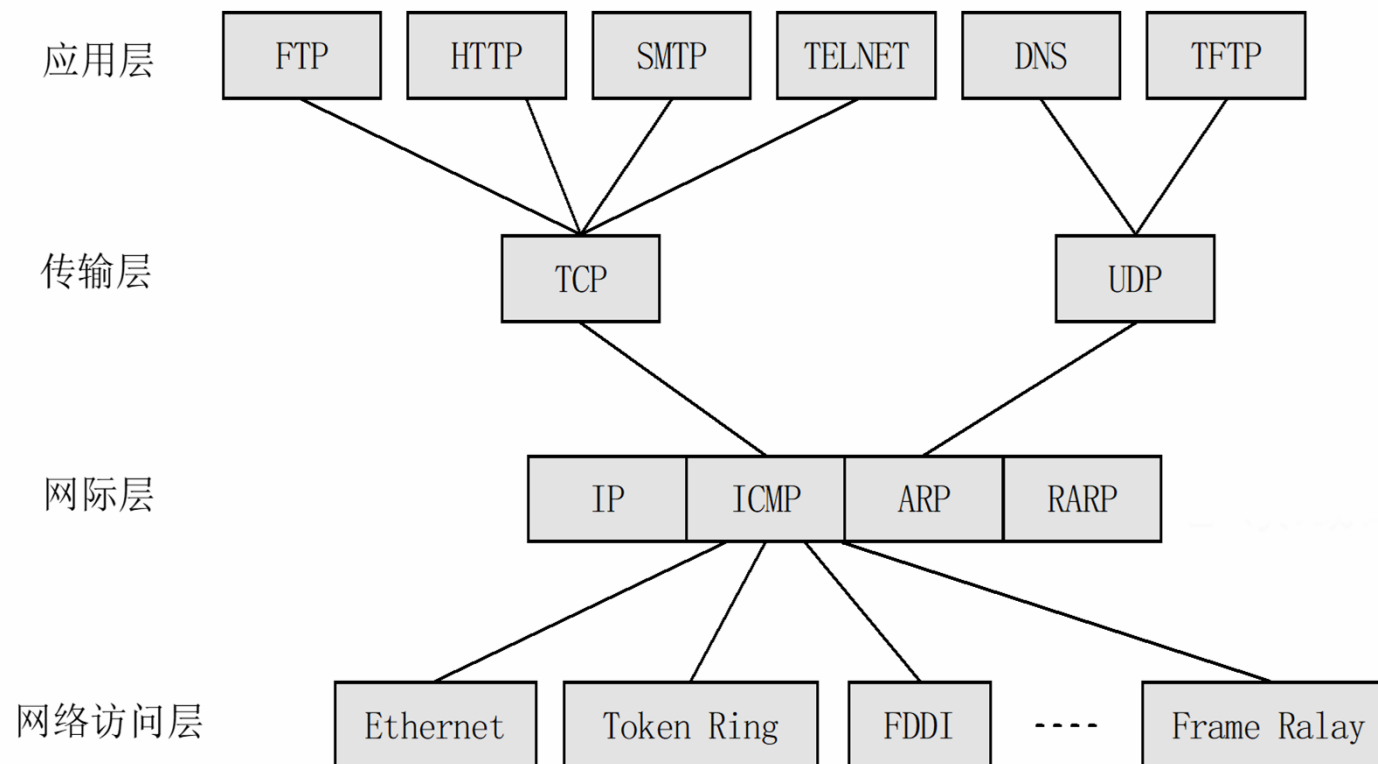 应用层 FTP HTTP SMTP TELNET DNS TFTP
传输层 TCP UDP
网际层 IP ICMP ARP RARP
网络访问层 Ethernet Token Ring FDDI ---- Frame Ralay